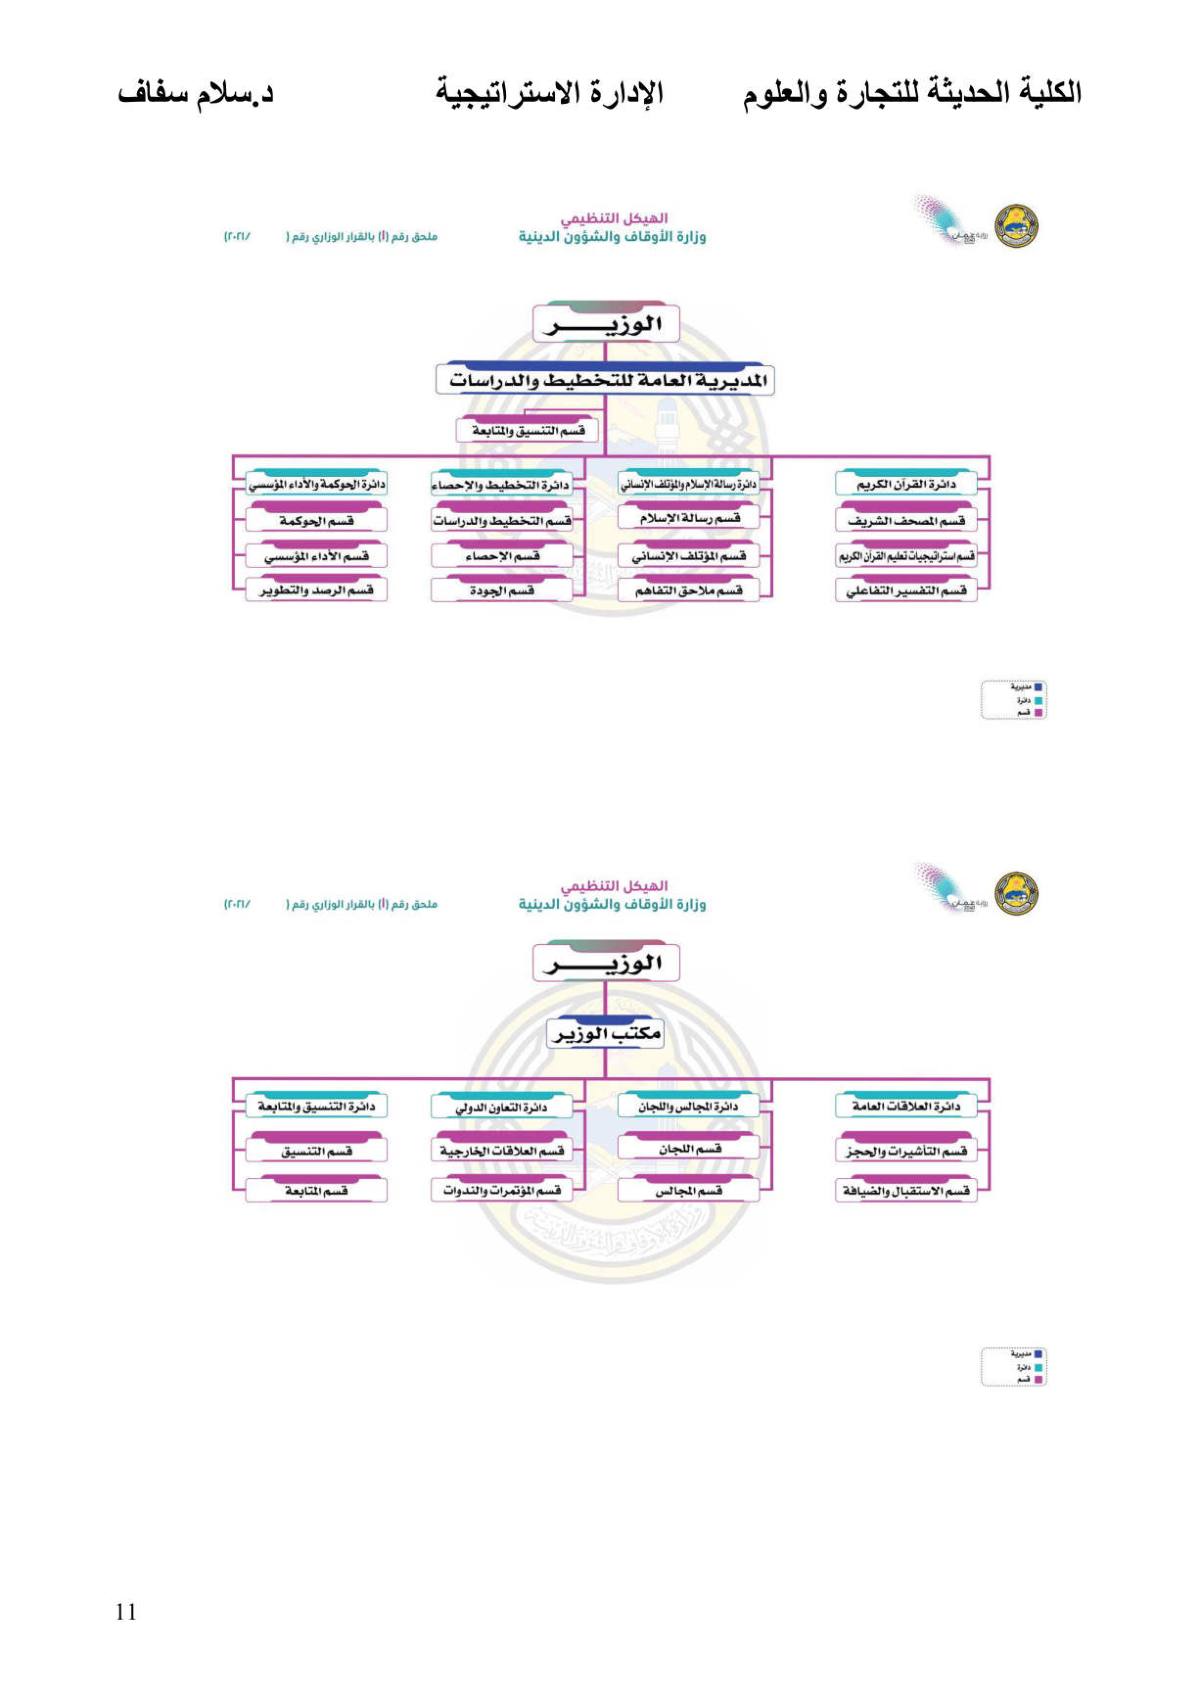 الكلية الحديثة للتجارة والعلوم الإدارة الاستراتيجية د.سلام سفاف
الهيكل التنظيمي
وزارة الأوقاف والشؤون الدينية
ملحق رقم (أ) بالقرار الوزاري رقم ( /٢٠٢١)
الوزيـــــر
المديرية العامة للتخطيط والدراسات
قسم التنسيق والمتابعة
دائرة القرآن الكريم دائرة رسالة الإسلام والمؤتلف الإنساني دائرة التخطيط والإحصاء دائرة الحوكمة والأداء المؤسسي
قسم المصحف الشريف قسم رسالة الإسلام قسم التخطيط والدراسات قسم الحوكمة
قسم استراتيجيات تعليم القرآن الكريم قسم المؤتلف الإنساني قسم الإحصاء قسم الأداء المؤسسي
قسم التفسير التفاعلي قسم ملاحق التفاهم قسم الجودة قسم الرصد والتطوير
مديرية
دائرة
قسم
الهيكل التنظيمي
وزارة الأوقاف والشؤون الدينية
ملحق رقم (أ) بالقرار الوزاري رقم ( /٢٠٢١)
الوزيـــــر
مكتب الوزير
دائرة العلاقات العامة دائرة المجالس واللجان دائرة التعاون الدولي دائرة التنسيق والمتابعة
قسم التأشيرات والحجز قسم اللجان قسم العلاقات الخارجية قسم التنسيق
قسم الاستقبال والضيافة قسم المجالس قسم المؤتمرات والندوات قسم المتابعة
مديرية
دائرة
قسم
11